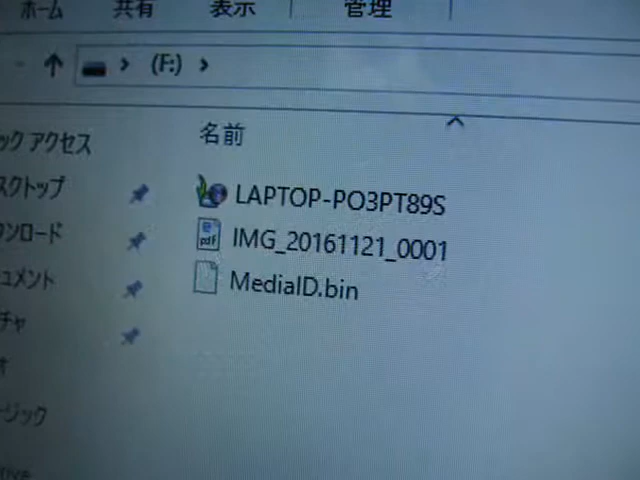 ホーム 共有 表示 管理
(F:)
名前
ック アクセス
スクトップ
ウンロード
ュメント
チャ
ージック
LAPTOP-PO3PT89S
IMG_20161121_0001
MediaID.bin
pdf